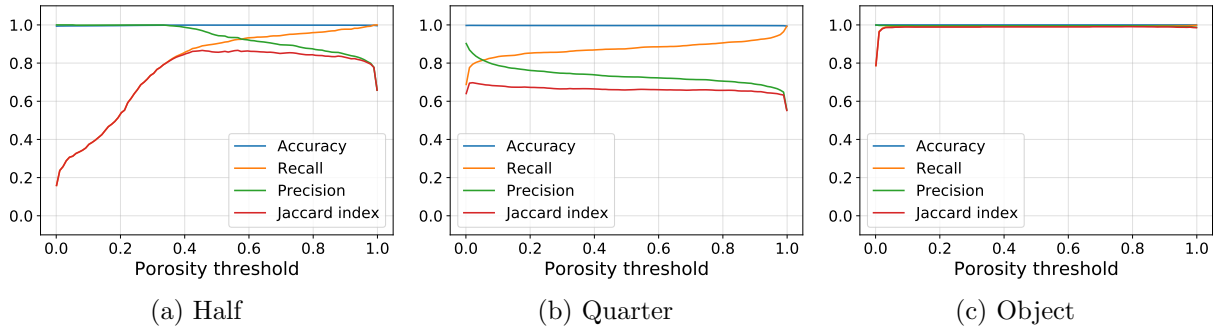 1.0
0.8
0.6
0.4
0.2
0.0
0.0 0.2 0.4 0.6 0.8 1.0
Accuracy
Recall
Precision
Jaccard index
Porosity threshold
(a) Half
1.0
0.8
0.6
0.4
0.2
0.0
0.0 0.2 0.4 0.6 0.8 1.0
Accuracy
Recall
Precision
Jaccard index
Porosity threshold
(b) Quarter
1.0
0.8
0.6
0.4
0.2
0.0
0.0 0.2 0.4 0.6 0.8 1.0
Accuracy
Recall
Precision
Jaccard index
Porosity threshold
(c) Object